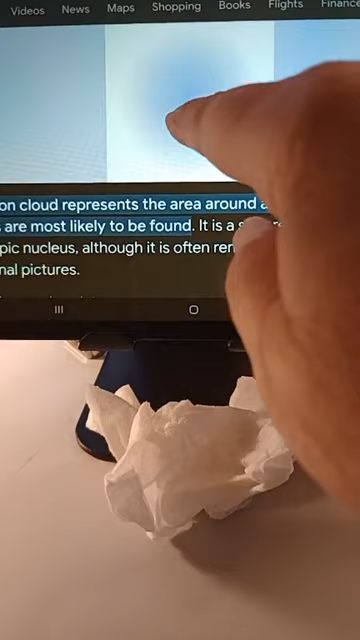 Videos News Maps Shopping Books Flights Finance
on cloud represents the area around a
are most likely to be found. It is a
pic nucleus, although it is often ren
nal pictures.